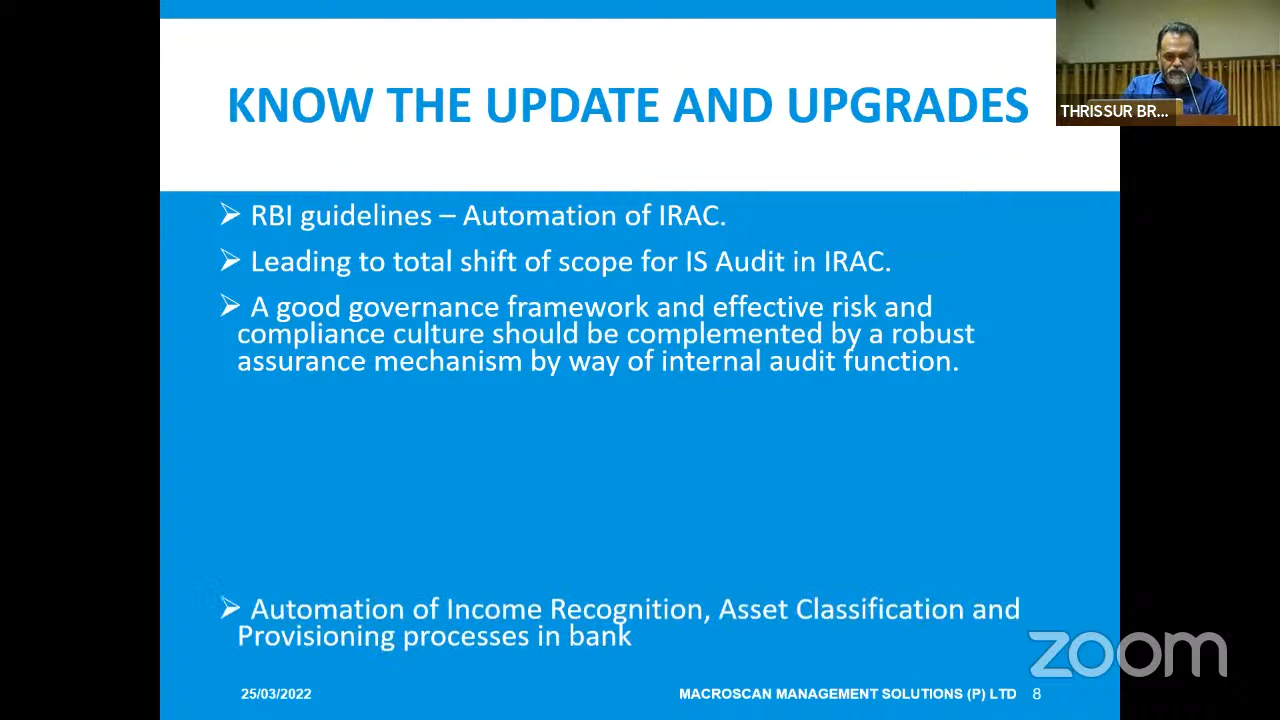 KNOW THE UPDATE AND UPGRADES
THRISSUR BR...
➢ RBI guidelines – Automation of IRAC.
➢ Leading to total shift of scope for IS Audit in IRAC.
➢ A good governance framework and effective risk and
compliance culture should be complemented by a robust
assurance mechanism by way of internal audit function.
➢ Automation of Income Recognition, Asset Classification and
Provisioning processes in bank
zoom
25/03/2022
MACROSCAN MANAGEMENT SOLUTIONS (P) LTD 8